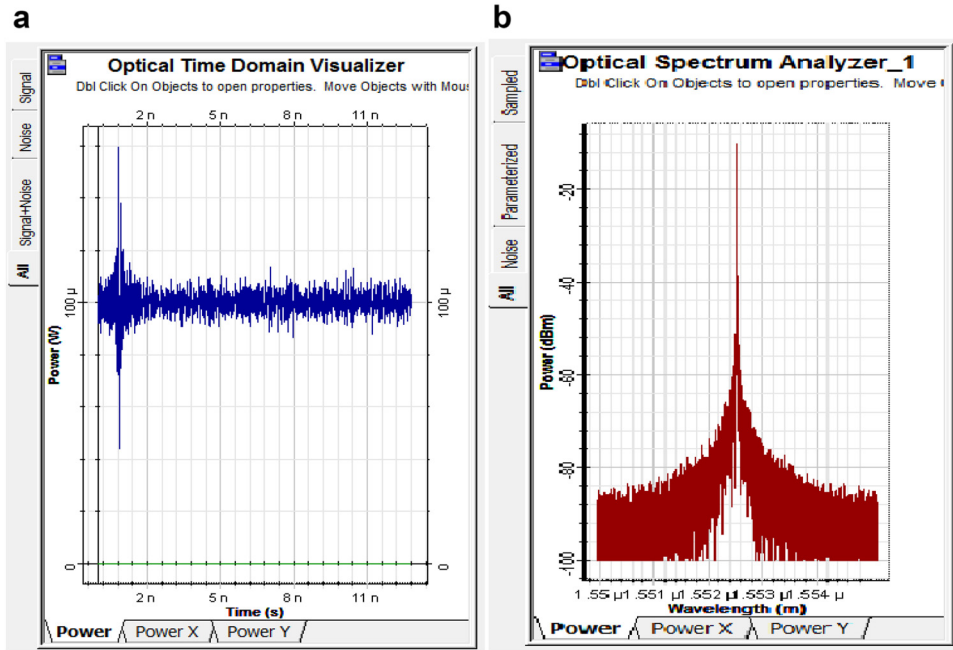 a
Optical Time Domain Visualizer
Dbl Click On Objects to open properties. Move Objects with Mous
Signal
Noise
Signal+Noise
All
2 n 5 n 8 n 11 n
100 µ
0
Power (W)
100 µ
0
2 n 5 n 8 n 11 n
Time (s)
Power Power X Power Y
b
Optical Spectrum Analyzer_1
Dbl Click On Objects to open properties. Move
Sampled
Parameterized
Noise
All
-20
-40
-60
-80
-100
Power (dBm)
1.55 µ 1.551 µ 1.552 µ 1.553 µ 1.554 µ
Wavelength (m)
Power Power X Power Y